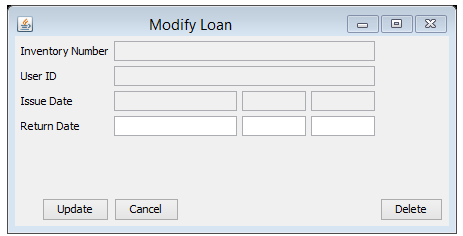 Modify Loan
Inventory Number
User ID
Issue Date
Return Date
Update Cancel Delete